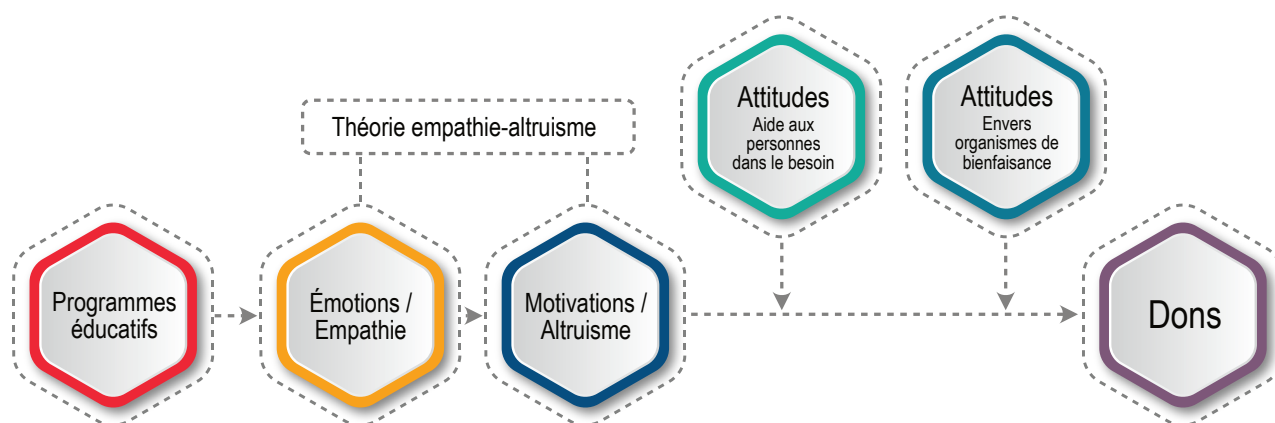 Attitudes
Aide aux
personnes
dans le besoin
Attitudes
Envers
organismes de
bienfaisance
Théorie empathie-altruisme
Programmes
éducatifs
Émotions /
Empathie
Motivations /
Altruisme
Dons